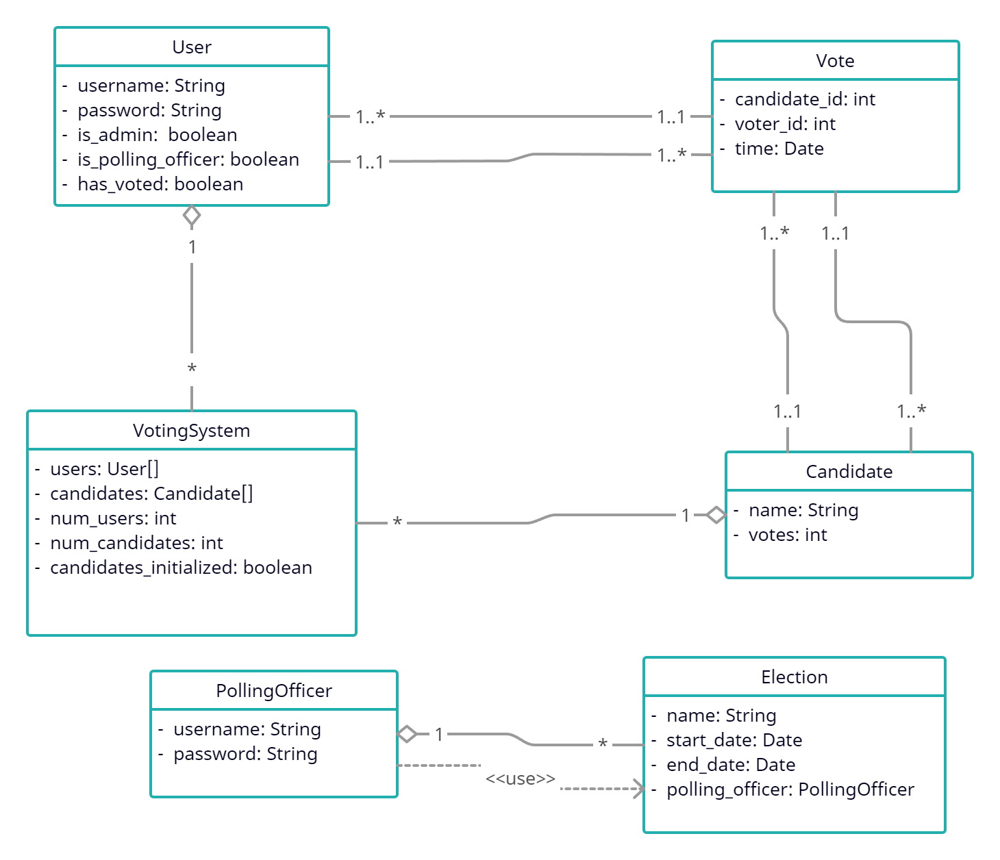 User
- username: String
- password: String
- is_admin:  boolean
- is_polling_officer: boolean
- has_voted: boolean
Vote
- candidate_id: int
- voter_id: int
- time: Date
1..*
1..1
1..1
1..*
1
*
1..*
1..1
1..1
1..*
VotingSystem
- users: User[]
- candidates: Candidate[]
- num_users: int
- num_candidates: int
- candidates_initialized: boolean
*
1
Candidate
- name: String
- votes: int
PollingOfficer
- username: String
- password: String
1
*
<<use>>
Election
- name: String
- start_date: Date
- end_date: Date
- polling_officer: PollingOfficer